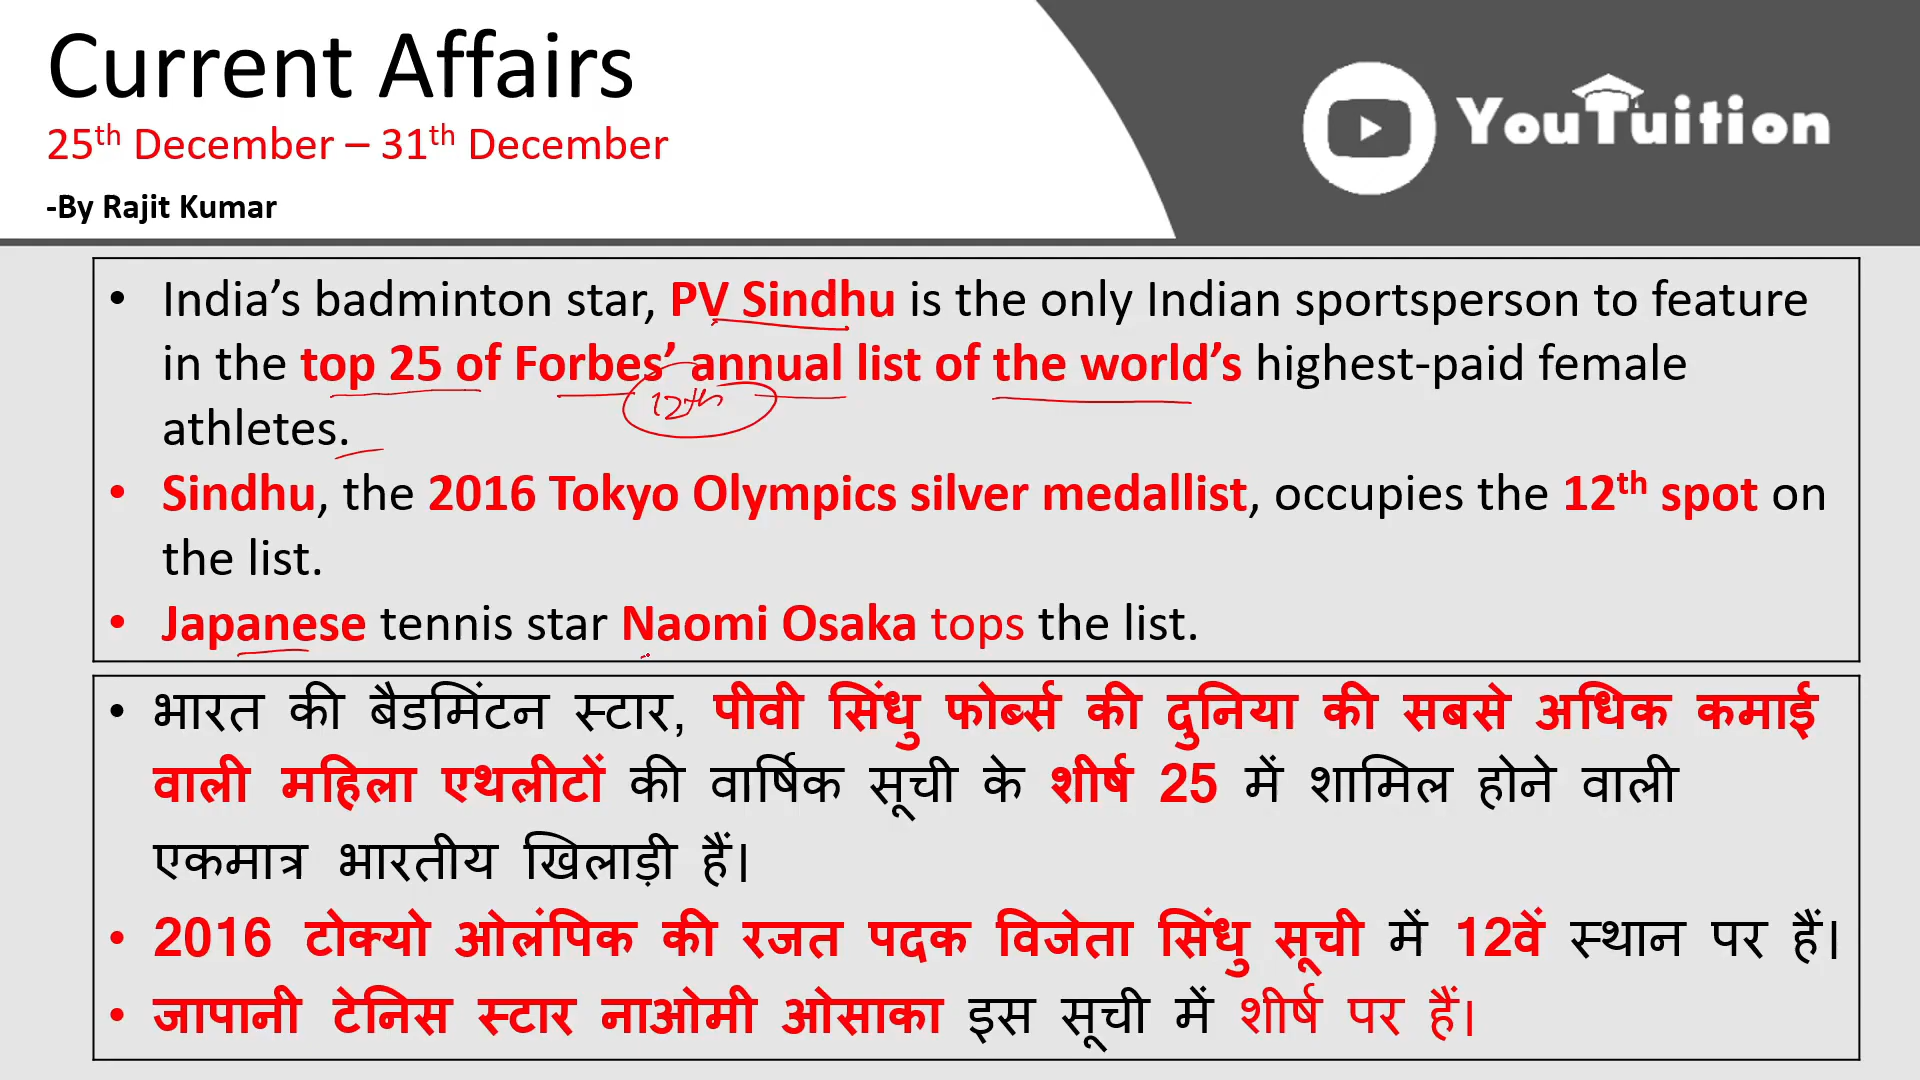 Current Affairs
25th December – 31th December
-By Rajit Kumar
YouTuition
• India’s badminton star, PV Sindhu is the only Indian sportsperson to feature
in the top 25 of Forbes’ annual list of the world’s highest-paid female
12th
athletes.
• Sindhu, the 2016 Tokyo Olympics silver medallist, occupies the 12th spot on
the list.
• Japanese tennis star Naomi Osaka tops the list.
• भारत की बैडमिंटन स्टार, पीवी सिंधु फोर्ब्स की दुनिया की सबसे अधिक कमाई
वाली महिला एथलीटों की वार्षिक सूची के शीर्ष 25 में शामिल होने वाली
एकमात्र भारतीय खिलाड़ी हैं।
• 2016 टोक्यो ओलंपिक की रजत पदक विजेता सिंधु सूची में 12वें स्थान पर हैं।
• जापानी टेनिस स्टार नाओमी ओसाका इस सूची में शीर्ष पर हैं।